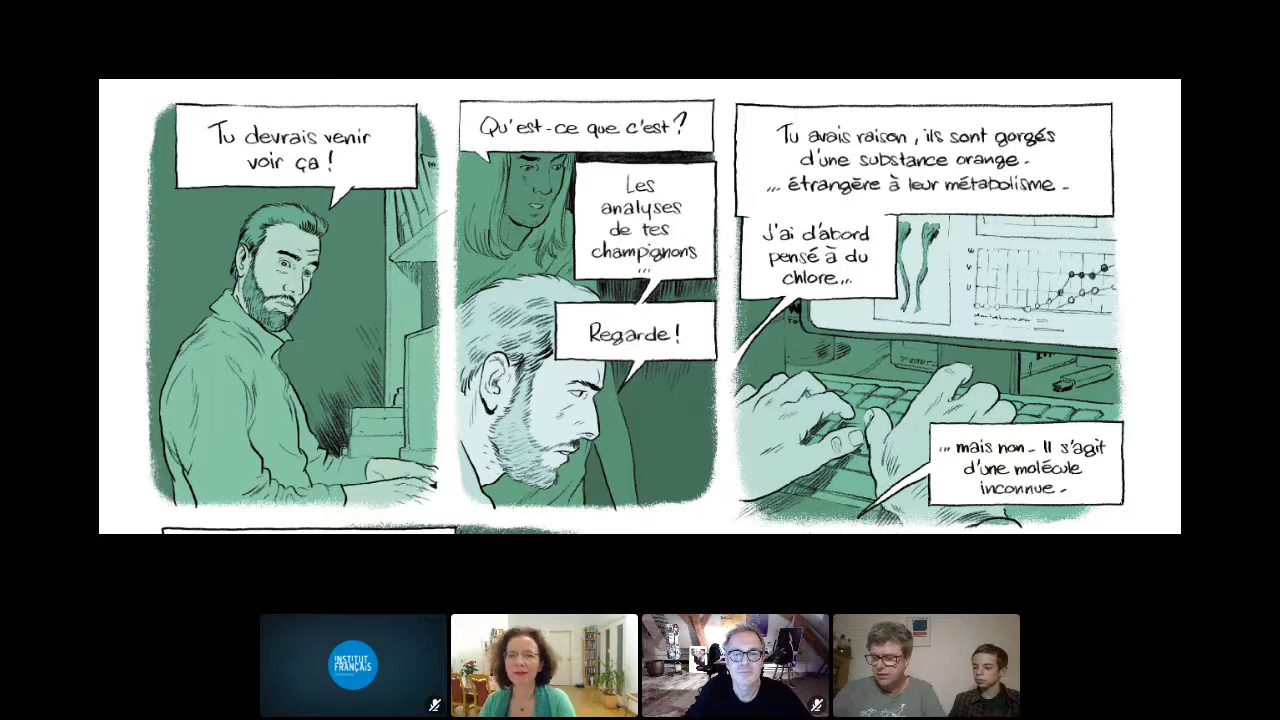 Tu devrais venir
voir ça !
Qu'est-ce que c'est ?
Les
analyses
de tes
champignons
...
Regarde !
Tu avais raison, ils sont gorgés
d'une substance orange.
... étrangère à leur métabolisme.
J'ai d'abord
pensé à du
chlore...
... mais non. Il s'agit
d'une molécule
inconnue.
INSTITUT
FRANÇAIS